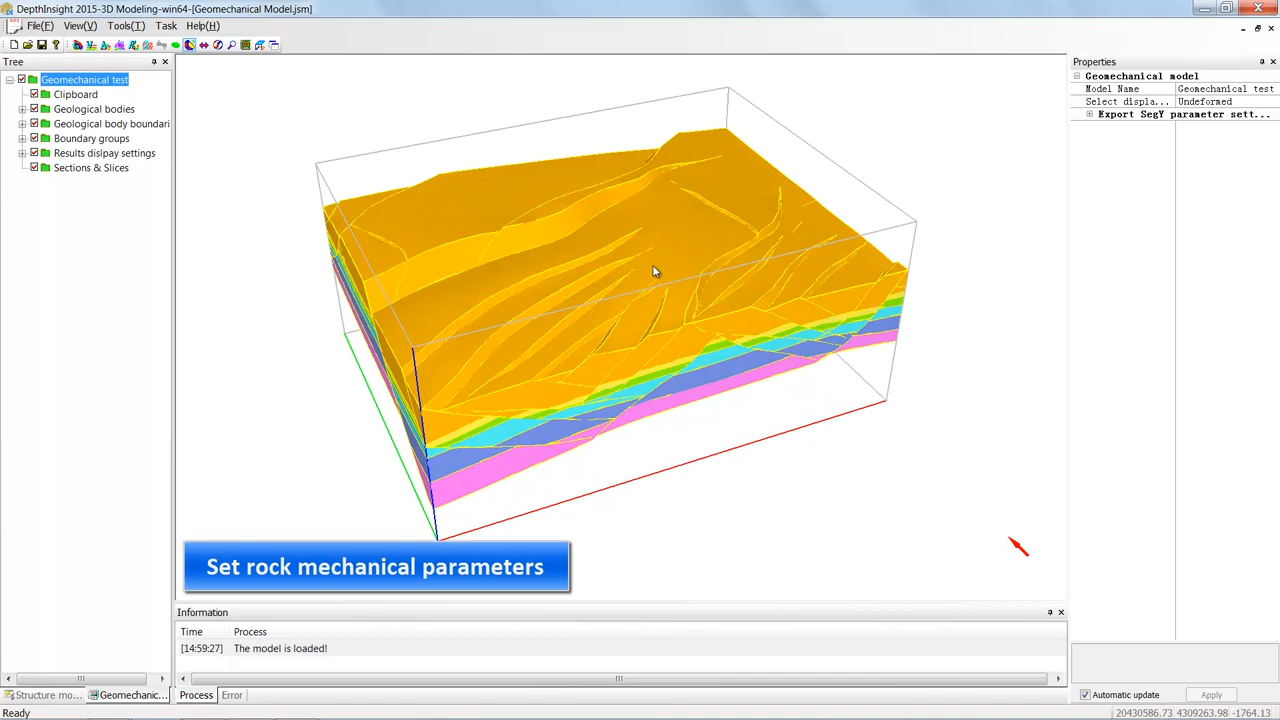 DepthInsight 2015-3D Modeling-win64-[Geomechanical Model.jsm]
File(F) View(V) Tools(T) Task Help(H)
Tree
Geomechanical test
Clipboard
Geological bodies
Geological body boundari
Boundary groups
Results dislpay settings
Sections & Slices
Structure mo...
Geomechanic...
Set rock mechanical parameters
Information
Time Process
[14:59:27] The model is loaded!
Process Error
Properties
Geomechanical model
Model Name Geomechanical test
Select displa... Undeformed
Export SegY parameter sett...
Automatic update Apply
Ready
20430586.73 4309263.98 -1764.13